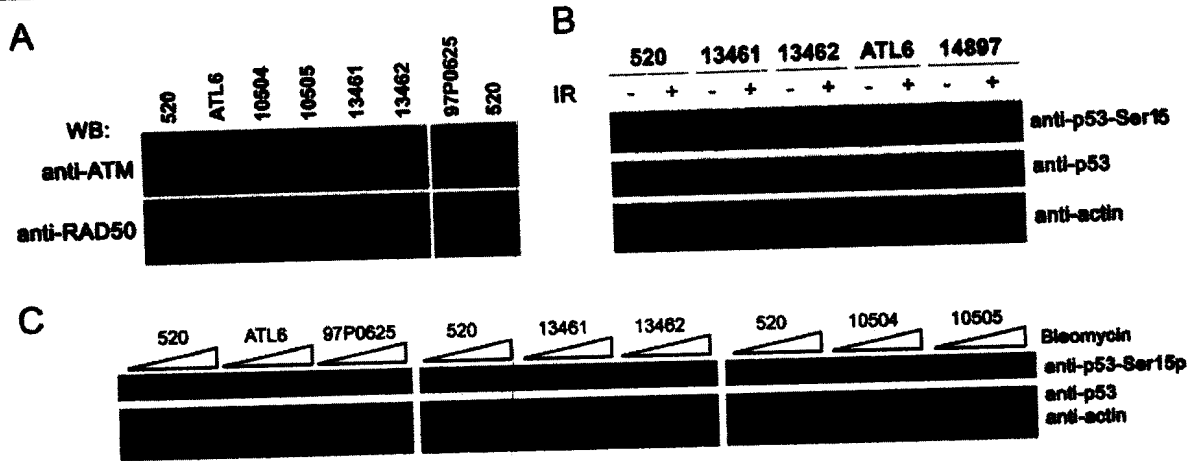 A
520 ATL6 10504 10505 13461 13462 97P0625 520
WB:
anti-ATM
anti-RAD50
B
520 13461 13462 ATL6 14897
IR - + - + - + - + - +
anti-p53-Ser15
anti-p53
anti-actin
C
520 ATL6 97P0625 520 13461 13462 520 10504 10505 Bleomycin
anti-p53-Ser15p
anti-p53
anti-actin